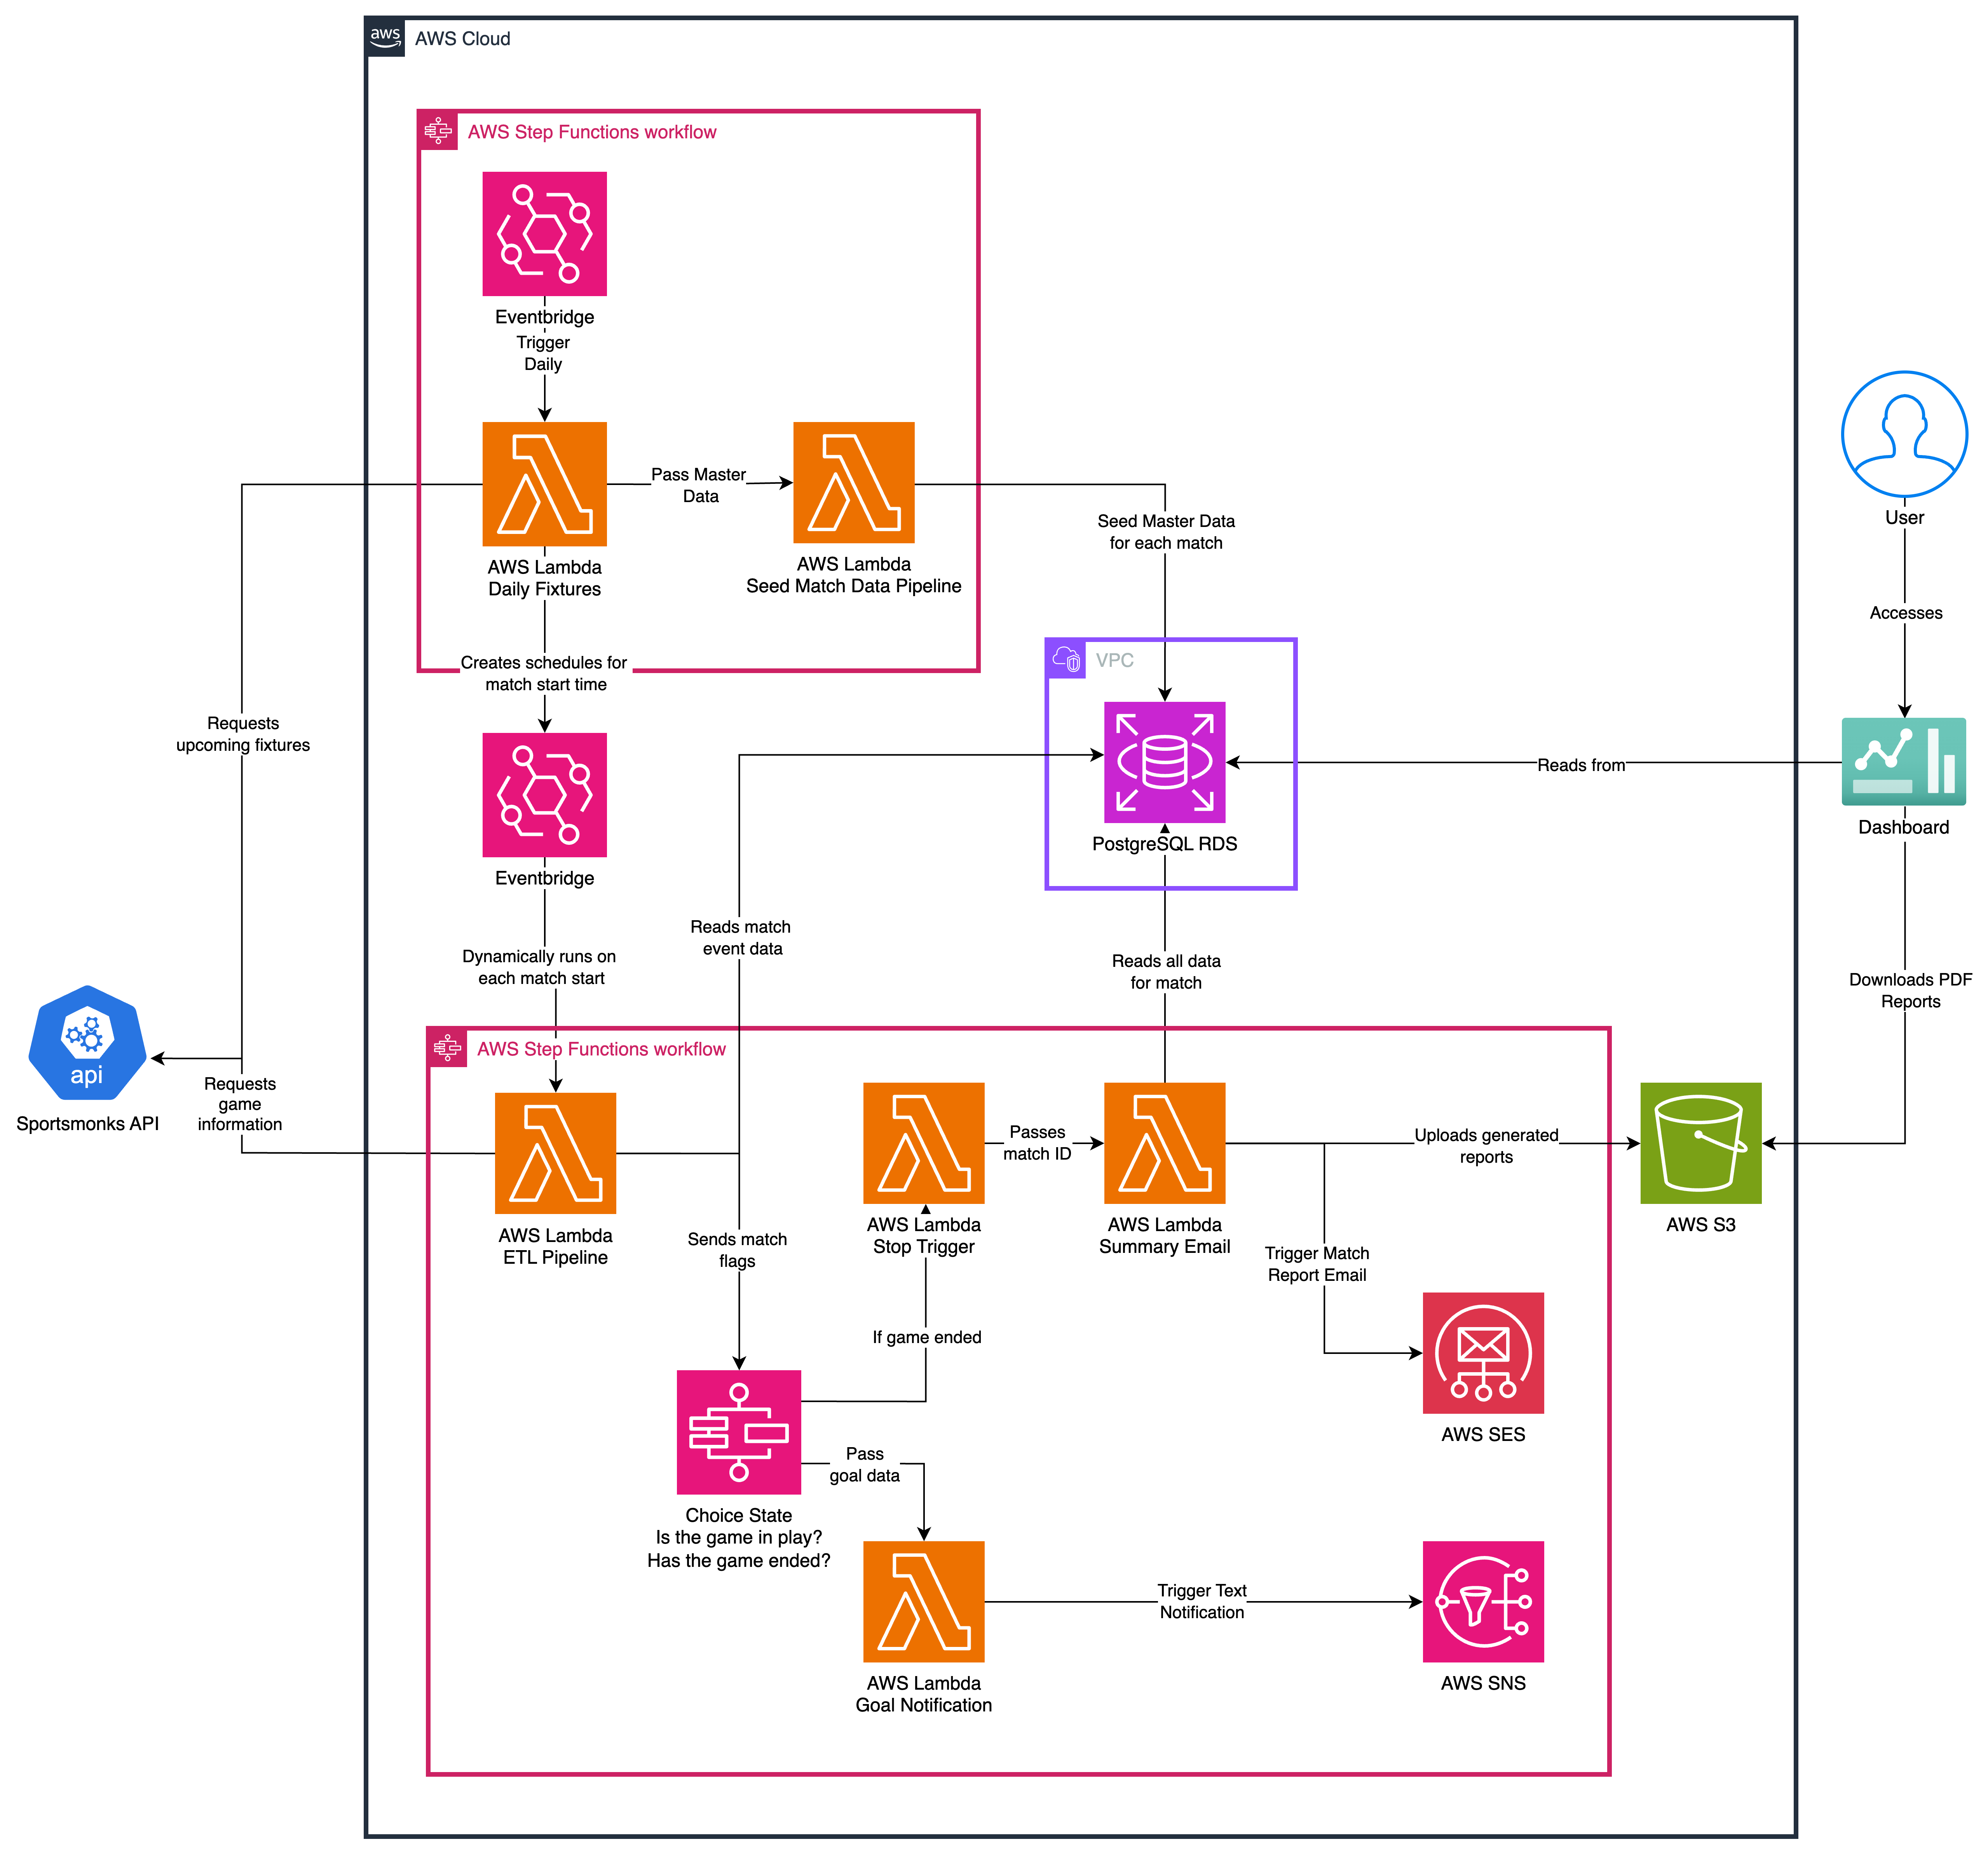 aws
AWS Cloud
AWS Step Functions workflow
Eventbridge
Trigger
Daily
Pass Master
Data
AWS Lambda
Daily Fixtures
AWS Lambda
Seed Match Data Pipeline
Seed Master Data
for each match
User
Accesses
Creates schedules for
match start time
VPC
Requests
upcoming fixtures
Reads from
Dashboard
PostgreSQL RDS
Eventbridge
Reads match
event data
Dynamically runs on
each match start
Reads all data
for match
Downloads PDF
Reports
AWS Step Functions workflow
api
Sportsmonks API
Requests
game
information
Passes
match ID
Uploads generated
reports
AWS Lambda
ETL Pipeline
AWS Lambda
Stop Trigger
AWS Lambda
Summary Email
AWS S3
Sends match
flags
Trigger Match
Report Email
If game ended
AWS SES
Pass
goal data
Choice State
Is the game in play?
Has the game ended?
Trigger Text
Notification
AWS Lambda
Goal Notification
AWS SNS